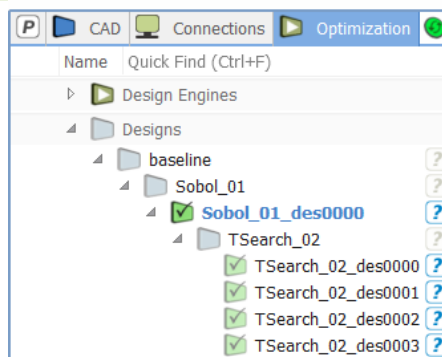 P CAD Connections Optimization
Name Quick Find (Ctrl+F)
Design Engines
Designs
baseline ?
Sobol_01 ?
Sobol_01_des0000 ?
TSearch_02 ?
TSearch_02_des0000 ?
TSearch_02_des0001 ?
TSearch_02_des0002 ?
TSearch_02_des0003 ?